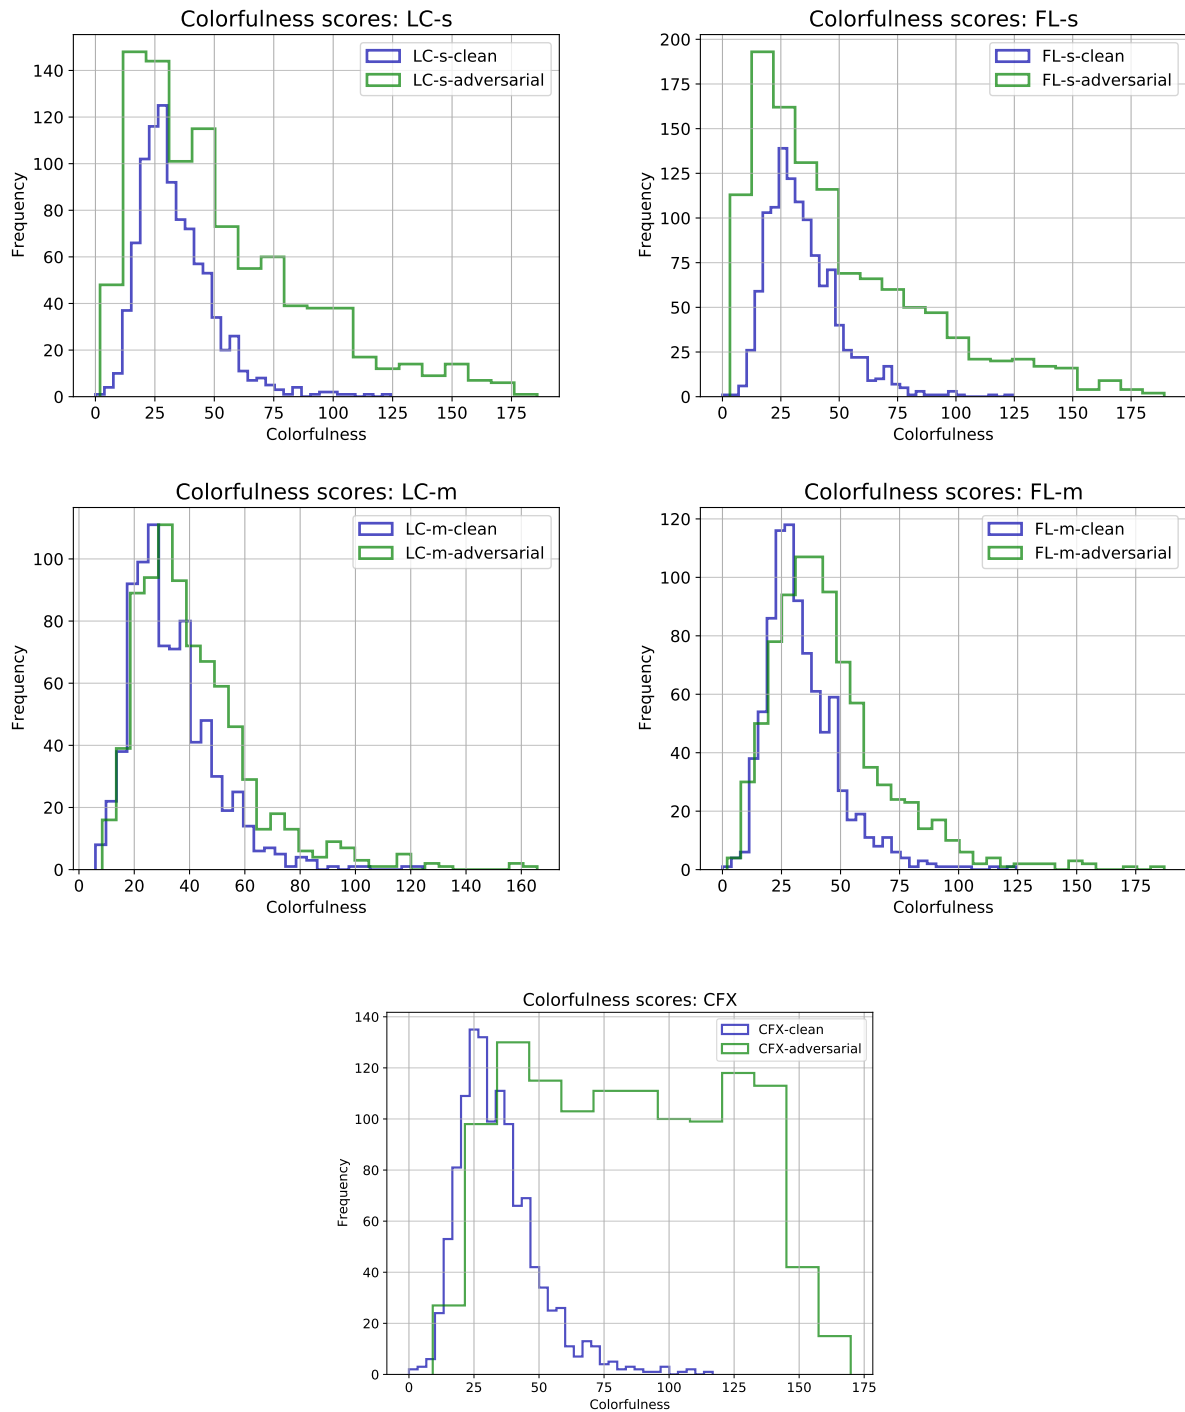 Colorfulness scores: LC-s
LC-s-clean
LC-s-adversarial
Frequency
140
120
100
80
60
40
20
0
0 25 50 75 100 125 150 175
Colorfulness
Colorfulness scores: FL-s
FL-s-clean
FL-s-adversarial
Frequency
200
175
150
125
100
75
50
25
0
0 25 50 75 100 125 150 175
Colorfulness
Colorfulness scores: LC-m
LC-m-clean
LC-m-adversarial
Frequency
100
80
60
40
20
0
0 20 40 60 80 100 120 140 160
Colorfulness
Colorfulness scores: FL-m
FL-m-clean
FL-m-adversarial
Frequency
120
100
80
60
40
20
0
0 25 50 75 100 125 150 175
Colorfulness
Colorfulness scores: CFX
CFX-clean
CFX-adversarial
Frequency
140
120
100
80
60
40
20
0
0 25 50 75 100 125 150 175
Colorfulness